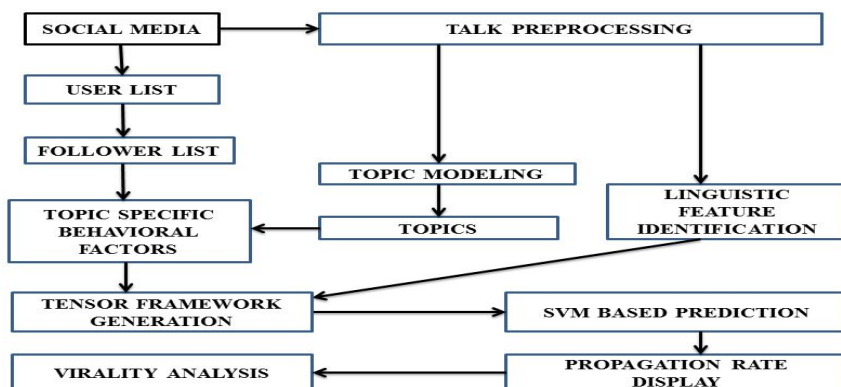 SOCIAL MEDIA
TALK PREPROCESSING
USER LIST
FOLLOWER LIST
TOPIC MODELING
TOPIC SPECIFIC
BEHAVIORAL
FACTORS
TOPICS
LINGUISTIC
FEATURE
IDENTIFICATION
TENSOR FRAMEWORK
GENERATION
SVM BASED PREDICTION
VIRALITY ANALYSIS
PROPAGATION RATE
DISPLAY